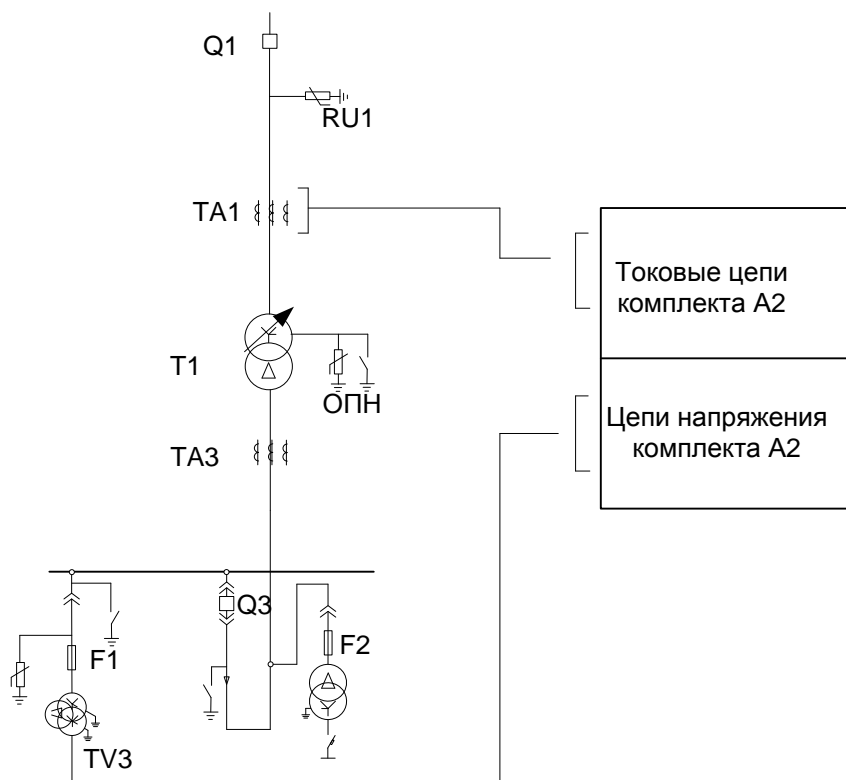 Q1
RU1
TA1
Токовые цепи
комплекта А2
T1
ОПН
Цепи напряжения
комплекта А2
TA3
Q3
F1
F2
TV3